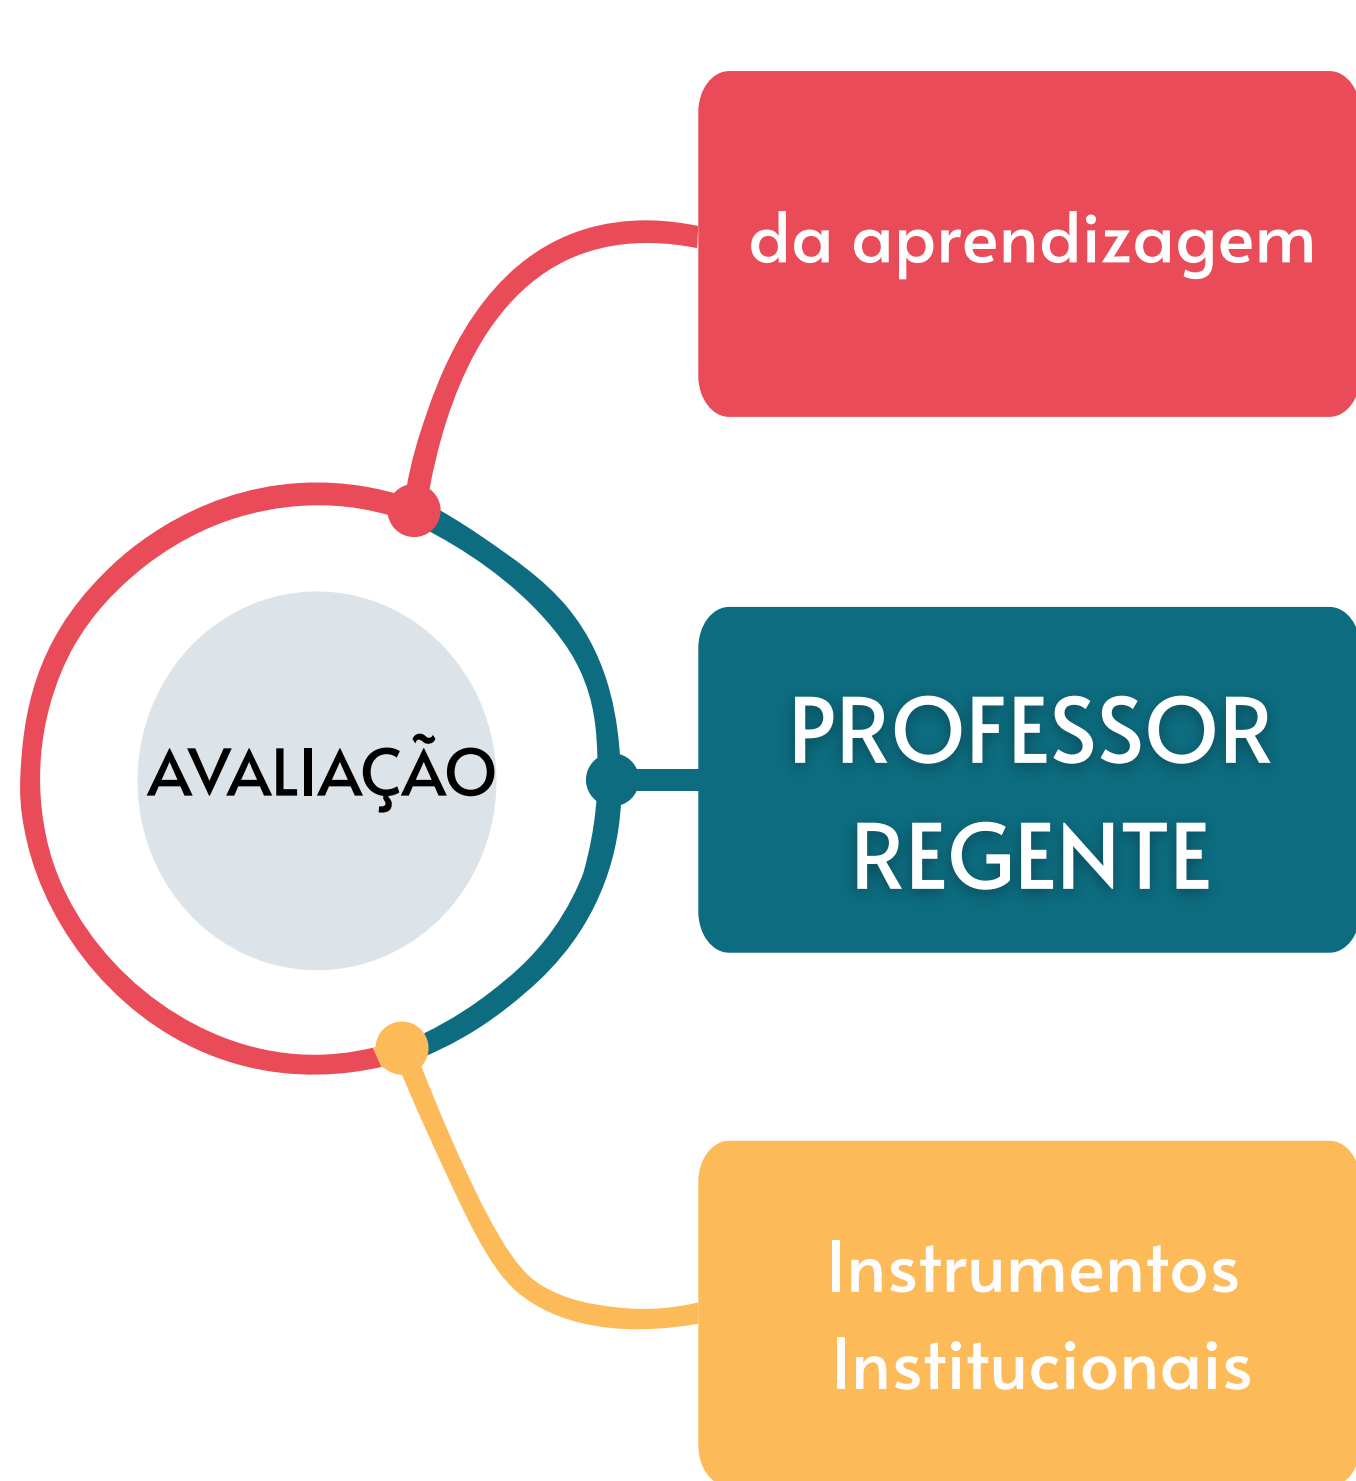 da aprendizagem
AVALIAÇÃO
PROFESSOR
REGENTE
Instrumentos
Institucionais